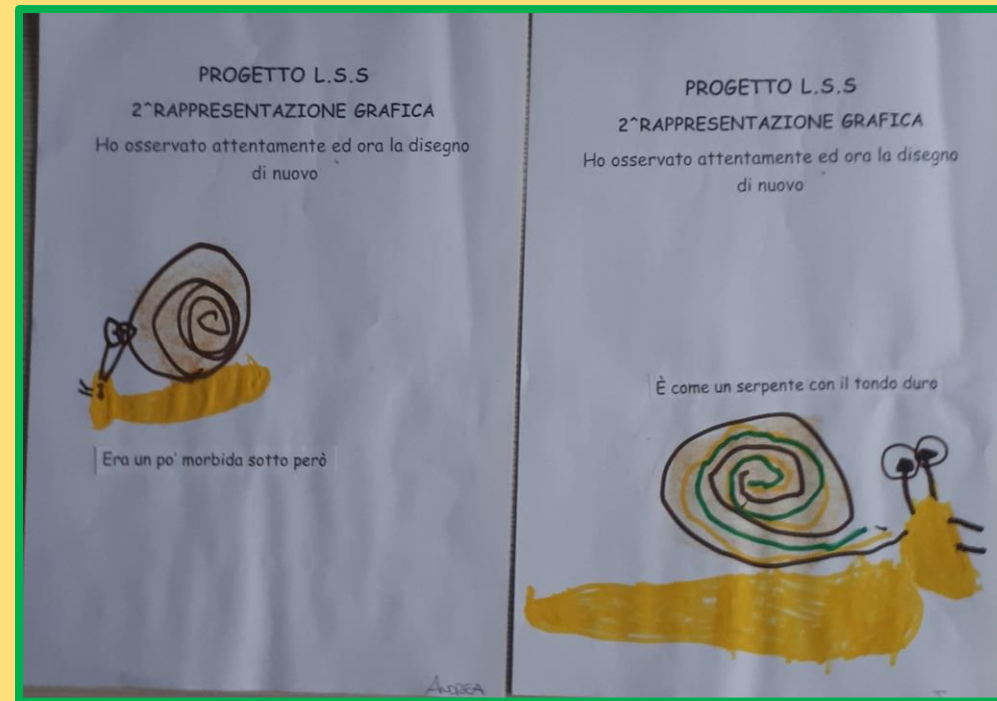 PROGETTO L.S.S
2^RAPPRESENTAZIONE GRAFICA
Ho osservato attentamente ed ora la disegno
di nuovo
Era un po' morbida sotto però
ANDREA
PROGETTO L.S.S
2^RAPPRESENTAZIONE GRAFICA
Ho osservato attentamente ed ora la disegno
di nuovo
È come un serpente con il tondo duro